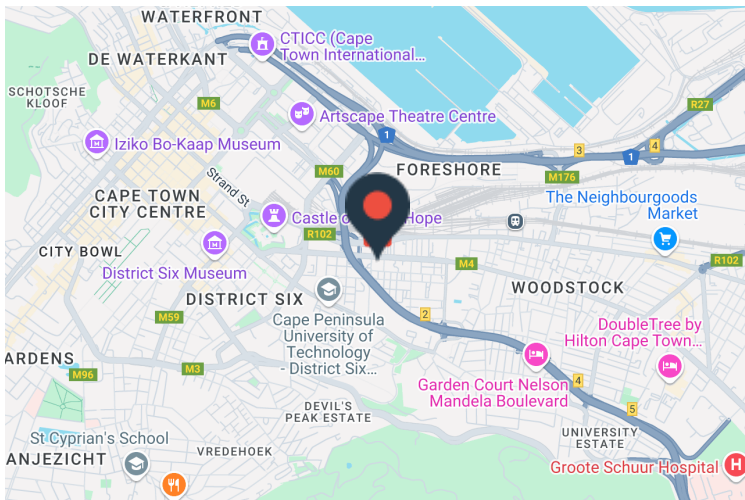 WATERFRONT
CTICC (Cape
Town International...
DE WATERKANT
SCHOTSCHE
KLOOF
M6
R27
Artscape Theatre Centre
1
4
3
1
Iziko Bo-Kaap Museum
M60
FORESHORE
M176
Strand St
CAPE TOWN
CITY CENTRE
The Neighbourgoods
Market
Castle o
Hope
R102
CITY BOWL
District Six Museum
M4
R102
DISTRICT SIX
WOODSTOCK
M59
2
Cape Peninsula
University of
Technology
- District Six...
DoubleTree by
Hilton Cape Town...
ARDENS
M3
M96
Garden Court Nelson
Mandela Boulevard
4
5
DEVIL'S
PEAK ESTATE
UNIVERSITY
ESTATE
St Cyprian's School
VREDEHOEK
ANJEZICHT
Groote Schuur Hospital
H